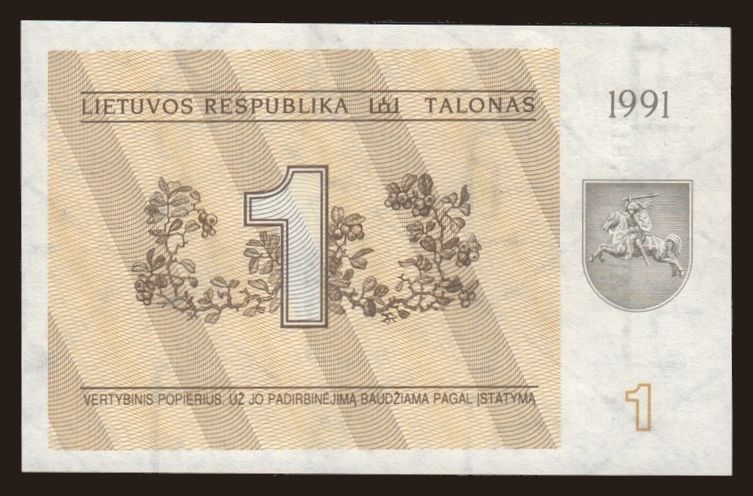 LIETUVOS RESPUBLIKA TALONAS
1991
1
VERTYBINIS POPIERIUS. UŽ JO PADIRBINĖJIMĄ BAUDŽIAMA PAGAL ĮSTATYMĄ
1